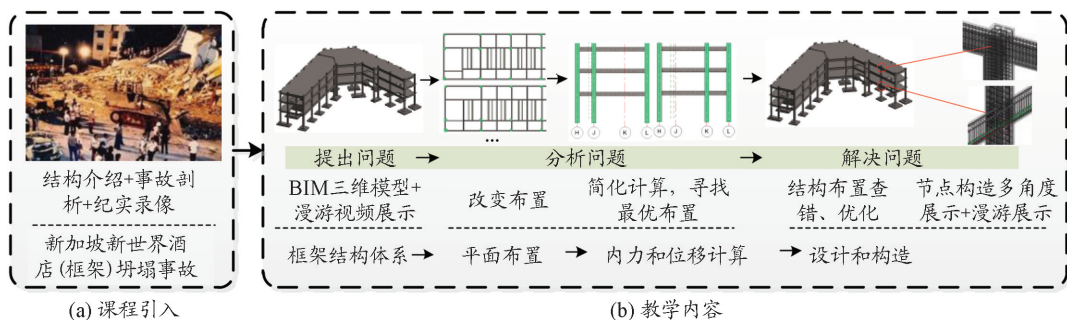 H J K L H J K L
...
提出问题 分析问题 解决问题
结构介绍+事故剖
析+纪实录像
新加坡新世界酒
店(框架)坍塌事故
BIM三维模型+
漫游视频展示
改变布置
简化计算，寻找
最优布置
结构布置查
错、优化
节点构造多角度
展示+漫游展示
框架结构体系 平面布置 内力和位移计算 设计和构造
(a) 课程引入
(b) 教学内容